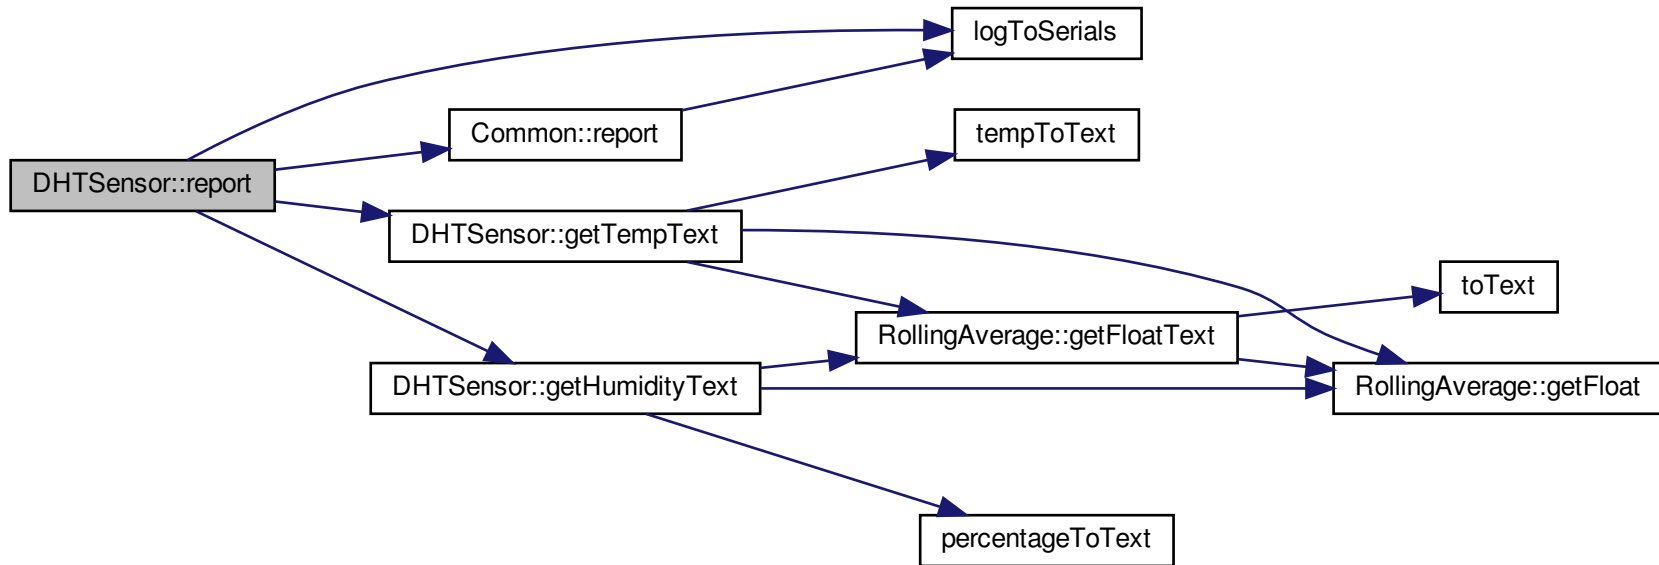 logToSerials
Common::report
tempToText
DHTSensor::report
DHTSensor::getTempText
toText
RollingAverage::getFloatText
DHTSensor::getHumidityText
RollingAverage::getFloat
percentageToText